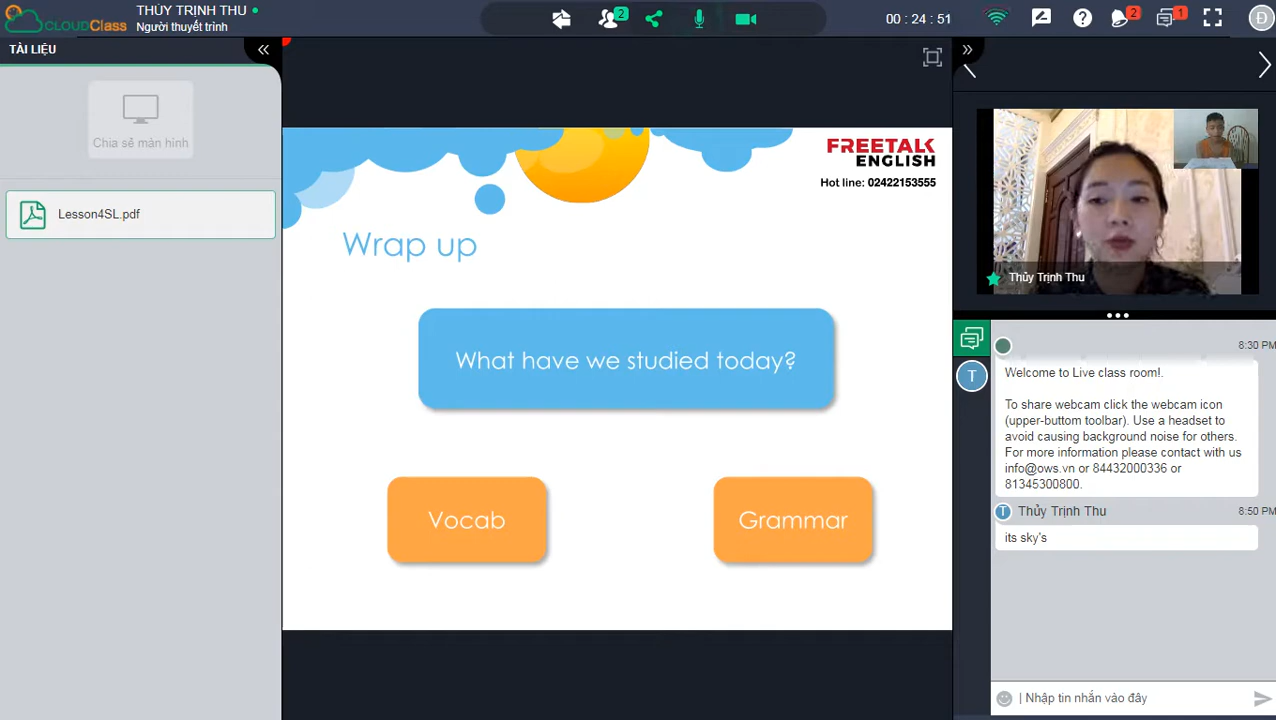 CLOUDClass
THỦY TRỊNH THU
Người thuyết trình
2
00 : 24 : 51
2
1
Đ
TÀI LIỆU
Chia sẽ màn hình
Lesson4SL.pdf
FREETALK
ENGLISH
Hot line: 02422153555
Wrap up
What have we studied today?
Vocab
Grammar
Thủy Trịnh Thu
8:30 PM
T
Welcome to Live class room!.
To share webcam click the webcam icon
(upper-buttom toolbar). Use a headset to
avoid causing background noise for others.
For more information please contact with us
info@ows.vn or 84432000336 or
81345300800.
T
Thủy Trịnh Thu
8:50 PM
its sky's
Nhập tin nhắn vào đây